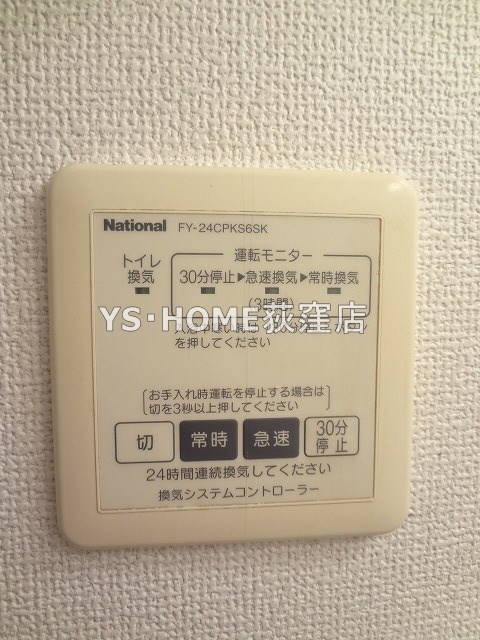 National FY-24CPKS6SK
トイレ
換気
運転モニター
30分停止▶急速換気▶常時換気
(3時間)
YS·HOME荻窪店
を押してください
お手入れ時運転を停止する場合は
切を3秒以上押してください
切 常時 急速 30分
停止
24時間連続換気してください
換気システムコントローラー